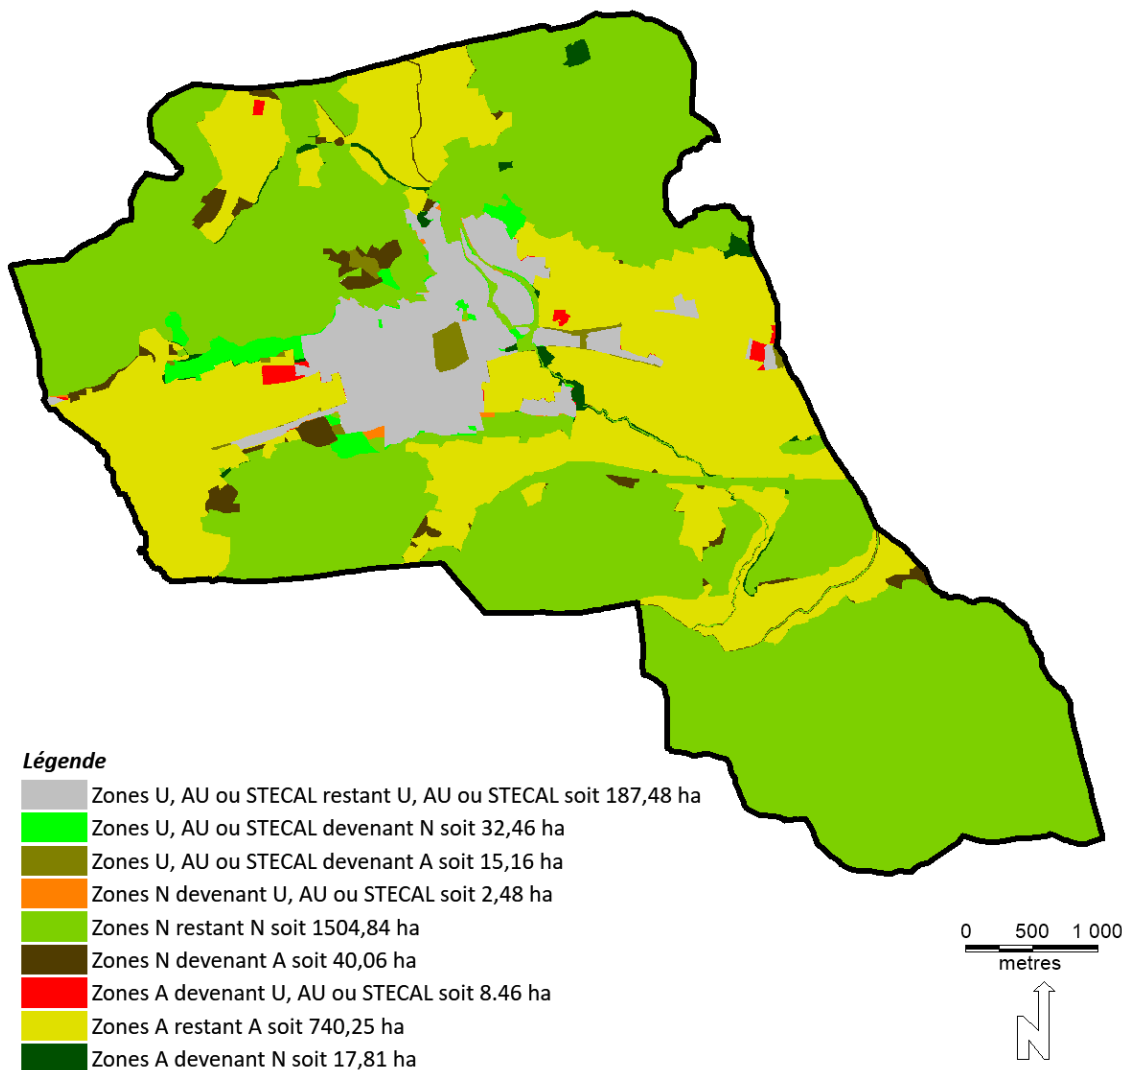 Légende
Zones U, AU ou STECAL restant U, AU ou STECAL soit 187,48 ha
Zones U, AU ou STECAL devenant N soit 32,46 ha
Zones U, AU ou STECAL devenant A soit 15,16 ha
Zones N devenant U, AU ou STECAL soit 2,48 ha
Zones N restant N soit 1504,84 ha
Zones N devenant A soit 40,06 ha
Zones A devenant U, AU ou STECAL soit 8.46 ha
Zones A restant A soit 740,25 ha
Zones A devenant N soit 17,81 ha
0 500 1 000
metres
N